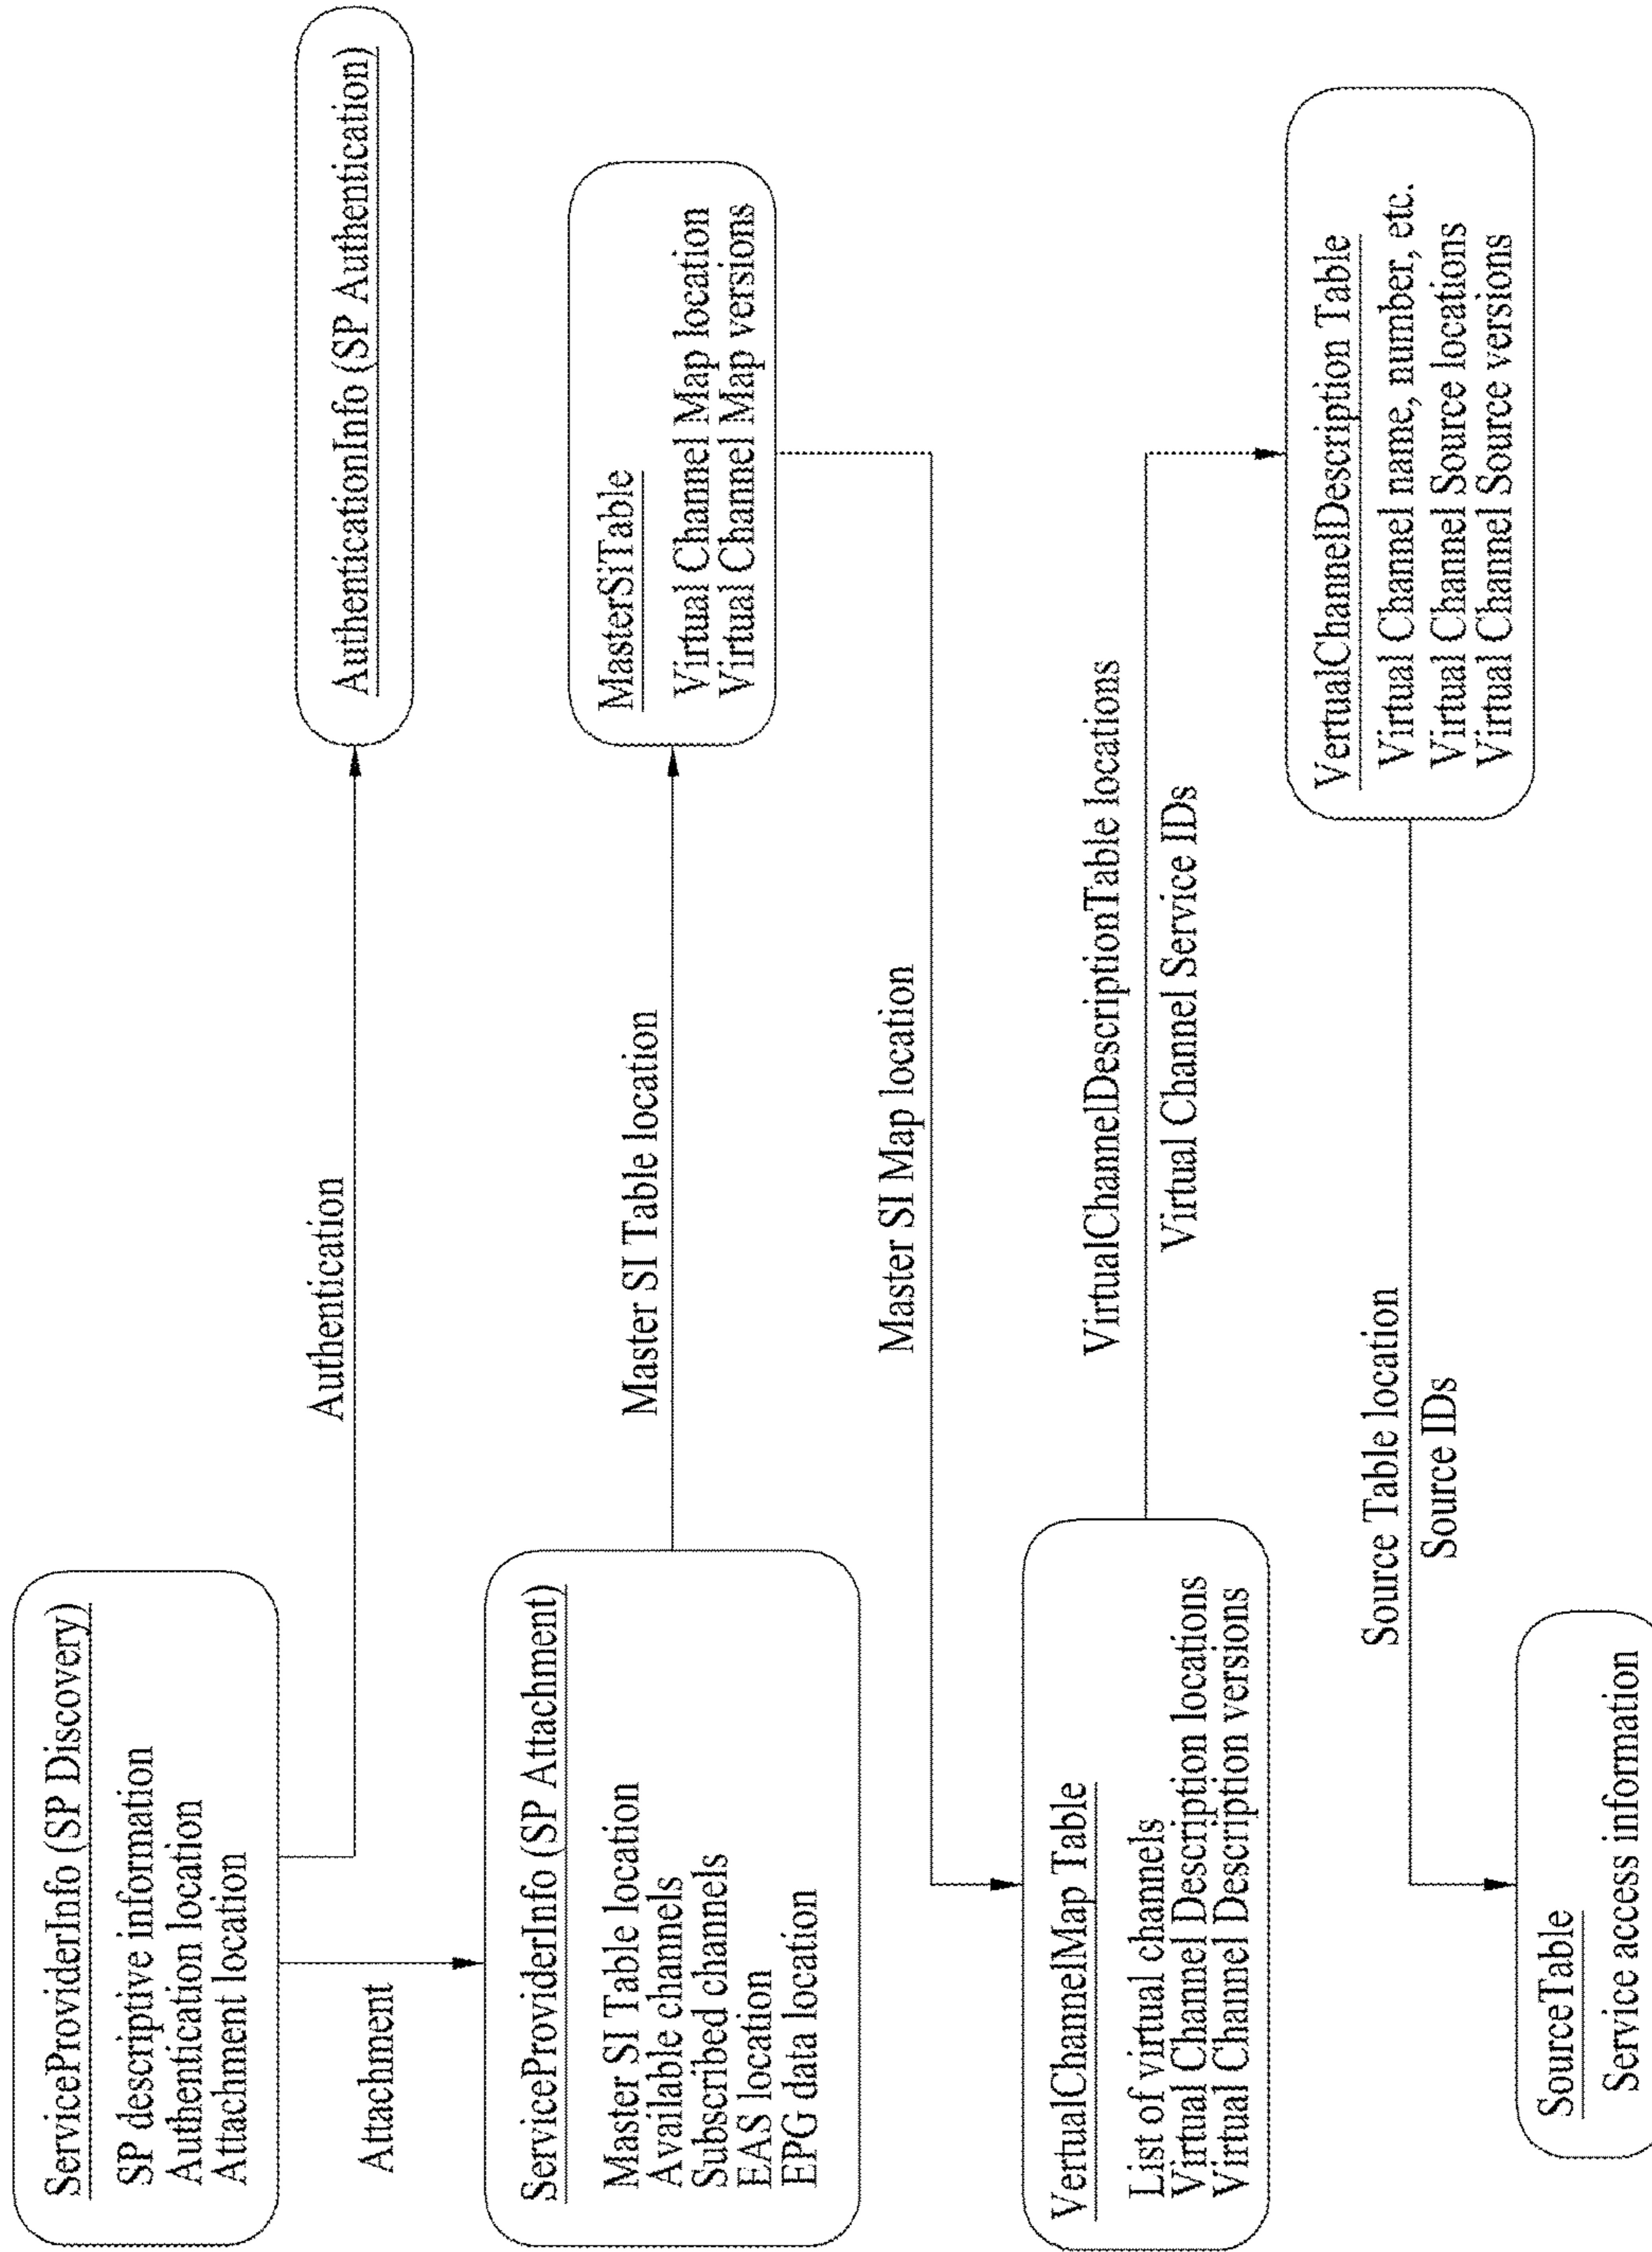 ServiceProviderInfo (SP Discovery)
SP descriptive information
Authentication location
Attachment location
Authentication
AuthenticationInfo (SP Authentication)
Attachment
ServiceProviderInfo (SP Attachment)
Master SI Table location
Available channels
Subscribed channels
EAS location
EPG data location
Master SI Table location
MasterSiTable
Virtual Channel Map location
Virtual Channel Map versions
Master SI Map location
VertualChannelMap Table
List of virtual channels
Virtual Channel Description locations
Virtual Channel Description versions
VirtualChannelDescriptionTable locations
Virtual Channel Service IDs
VertualChannelDescription Table
Virtual Channel name, number, etc.
Virtual Channel Source locations
Virtual Channel Source versions
Source Table location
Source IDs
SourceTable
Service access information